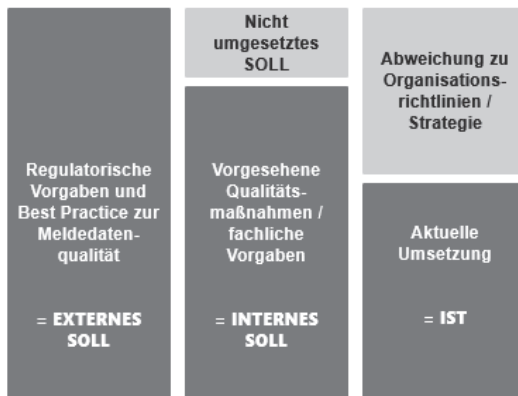 Regulatorische
Vorgaben und
Best Practice zur
Meldedaten-
qualität
= EXTERNES
SOLL
Nicht
umgesetztes
SOLL
Vorgesehene
Qualitäts-
maßnahmen /
fachliche
Vorgaben
= INTERNES
SOLL
Abweichung zu
Organisations-
richtlinien /
Strategie
Aktuelle
Umsetzung
= IST